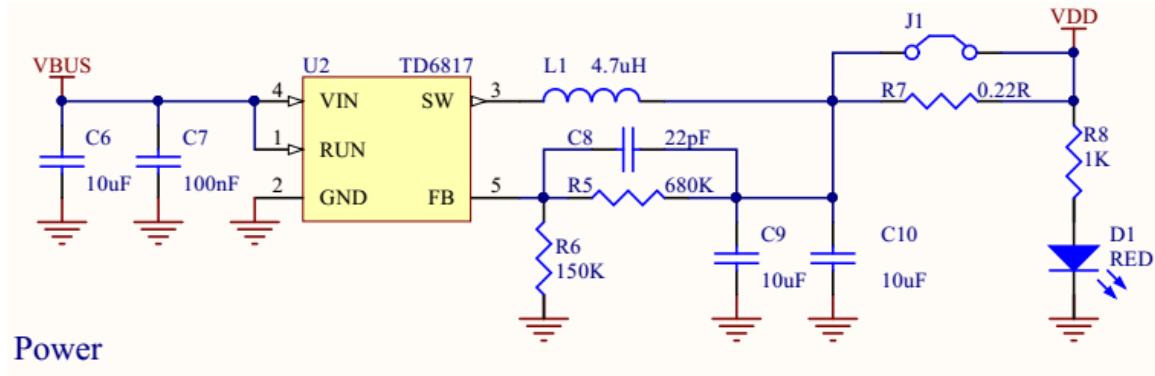 J1
VDD
VBUS
U2 TD6817 L1 4.7uH
4 VIN SW 3 R7 0.22R
C6 C7 1 RUN C8 22pF R8
1K
10uF 100nF 2 GND FB 5 R5 680K
C9 C10 D1
R6 RED
150K 10uF 10uF
Power